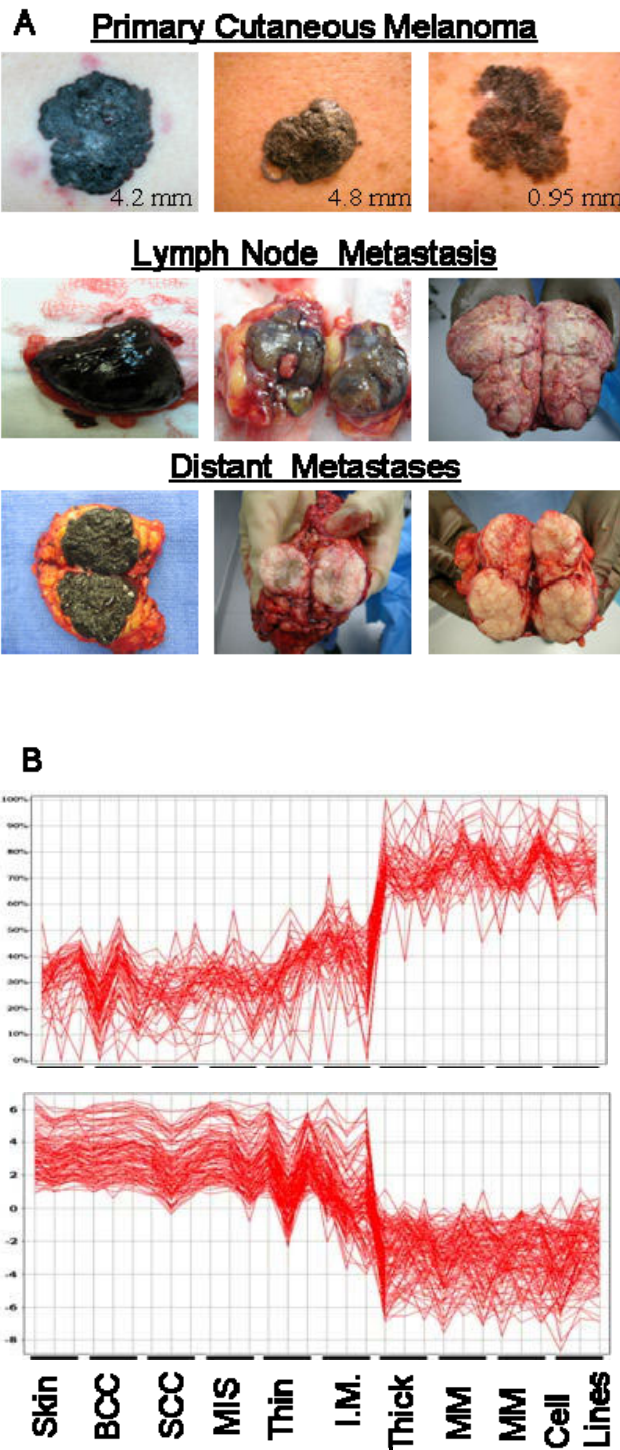 A
Primary Cutaneous Melanoma
4.2 mm
4.8 mm
0.95 mm
Lymph Node Metastasis
Distant Metastases
B
100%
90%
80%
70%
60%
50%
40%
30%
20%
10%
0%
6
4
2
0
-2
-4
-6
-8
Skin
BCC
SCC
MIS
Thin
I.M.
Thick
MM
MM
Cell
Lines